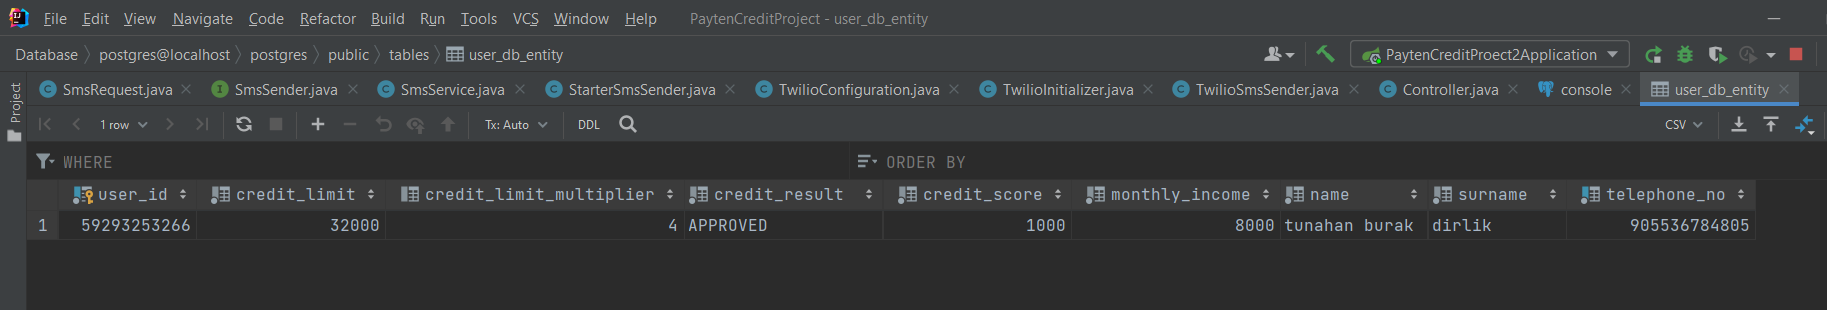 File Edit View Navigate Code Refactor Build Run Tools VCS Window Help PaytenCreditProject - user_db_entity
Database postgres@localhost postgres public tables user_db_entity PaytenCreditProect2Application
Project
SmsRequest.java SmsSender.java SmsService.java StarterSmsSender.java TwilioConfiguration.java TwilioInitializer.java TwilioSmsSender.java Controller.java console user_db_entity
1 row Tx: Auto DDL CSV
WHERE ORDER BY
user_id credit_limit credit_limit_multiplier credit_result credit_score monthly_income name surname telephone_no
1 59293253266 32000 4 APPROVED 1000 8000 tunahan burak dirlik 905536784805